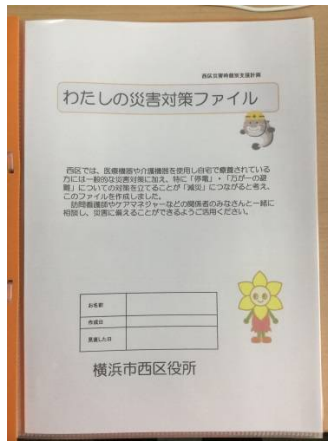 西区災害時個別支援計画
わたしの災害対策ファイル
西区では、医療機器や介護機器を使用し自宅で療養されている
方には一般的な災害対策に加え、特に「停電」・「万が一の避
難」についての対策を立てることが「減災」につながると考え、
このファイルを作成しました。
訪問看護師やケアマネジャーなどの関係者のみなさんと一緒に
相談し、災害に備えることができるようご活用ください。
お名前
作成日
見直した日
横浜市西区役所